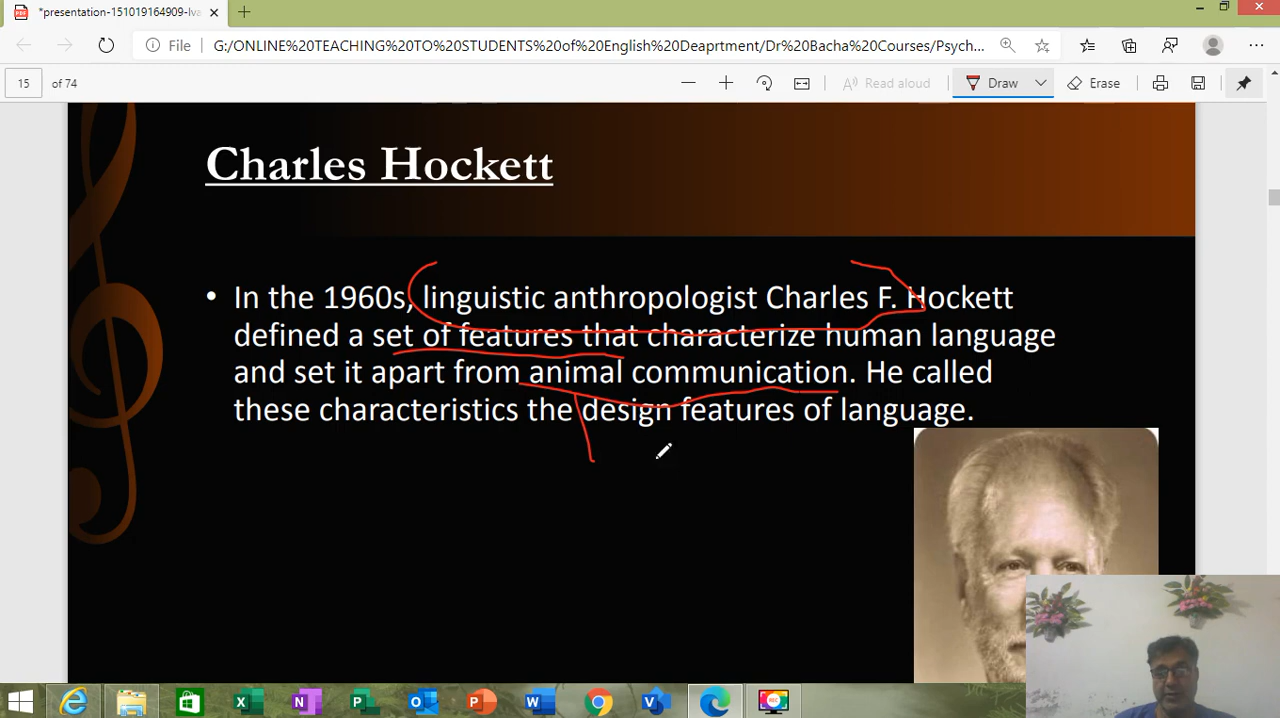 *presentation-151019164909-lva
File
G:/ONLINE%20TEACHING%20TO%20STUDENTS%20of%20English%20Deaprtment/Dr%20Bacha%20Courses/Psych...
15 of 74
Read aloud
Draw
Erase
Charles Hockett
• In the 1960s, linguistic anthropologist Charles F. Hockett
defined a set of features that characterize human language
and set it apart from animal communication. He called
these characteristics the design features of language.